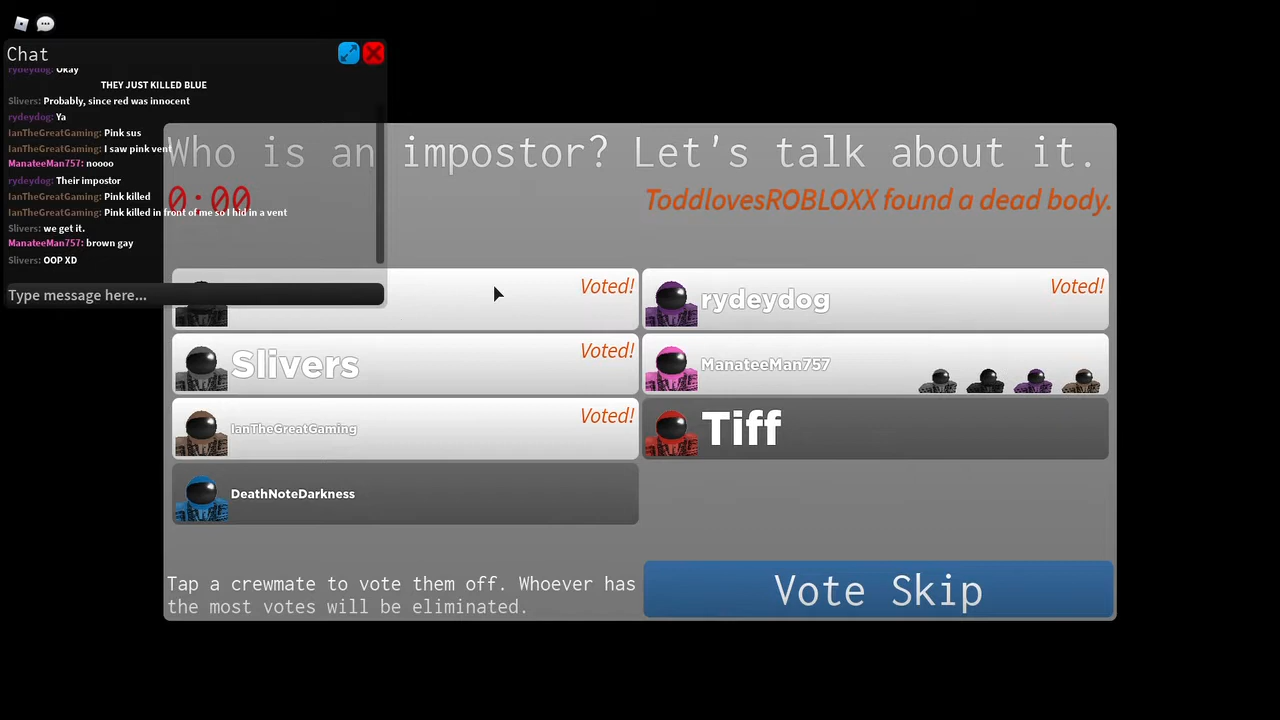 Chat
rydeydog: Okay
THEY JUST KILLED BLUE
Slivers: Probably, since red was innocent
rydeydog: Ya
IanTheGreatGaming: Pink sus
IanTheGreatGaming: I saw pink vent
ManateeMan757: noooo
rydeydog: Their impostor
IanTheGreatGaming: Pink killed
IanTheGreatGaming: Pink killed in front of me so I hid in a vent
Slivers: we get it.
ManateeMan757: brown gay
Slivers: OOP XD
Type message here...
Who is an impostor? Let's talk about it.
0:00
ToddlovesROBLOXX found a dead body.
Voted!
rydeydog
Voted!
Slivers
Voted!
ManateeMan757
IanTheGreatGaming
Voted!
Tiff
DeathNoteDarkness
Tap a crewmate to vote them off. Whoever has
the most votes will be eliminated.
Vote Skip